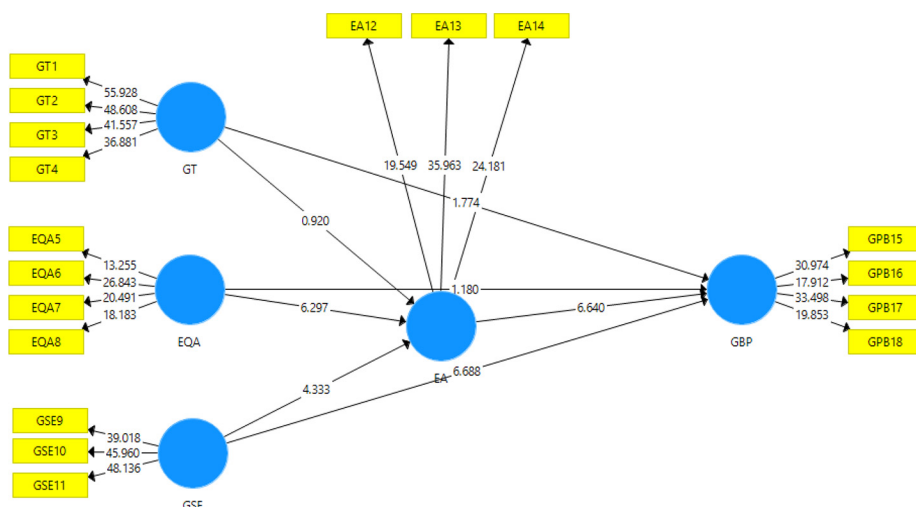 EA12
EA13
EA14
GT1
GT2
GT3
GT4
55.928
48.608
41.557
36.881
GT
19.549
35.963
24.181
1.774
0.920
EQA5
EQA6
EQA7
EQA8
13.255
26.843
20.491
18.183
EQA
1.180
6.297
6.640
EA
GBP
30.974
17.912
33.498
19.853
GPB15
GPB16
GPB17
GPB18
4.333
6.688
GSE9
GSE10
GSE11
39.018
45.960
48.136
GSE